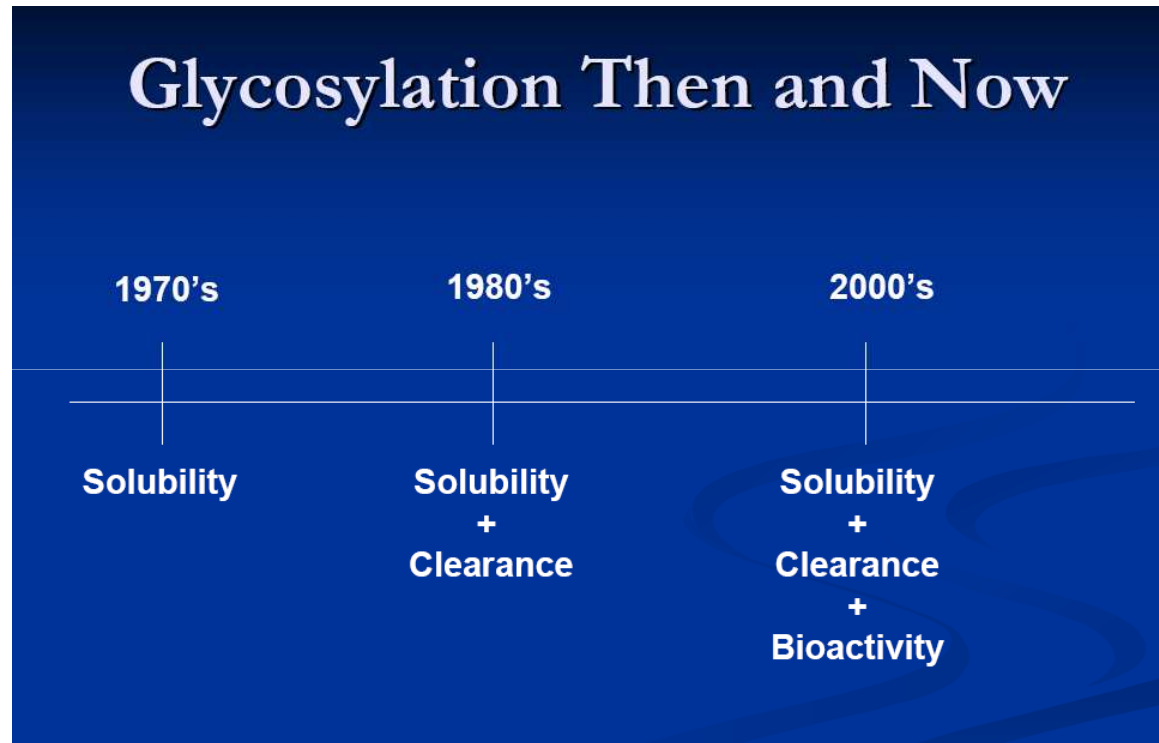 Glycosylation Then and Now
1970’s
1980’s
2000’s
Solubility
Solubility
+
Clearance
Solubility
+
Clearance
+
Bioactivity